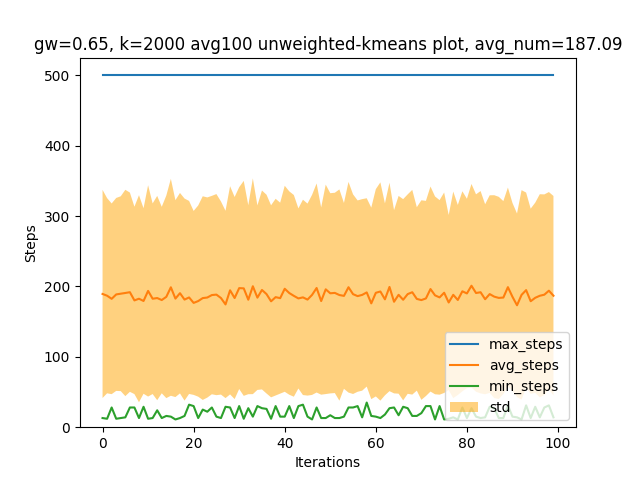 gw=0.65, k=2000 avg100 unweighted-kmeans plot, avg_num=187.09
500
400
300
200
100
0
Steps
0 20 40 60 80 100
Iterations
max_steps
avg_steps
min_steps
std